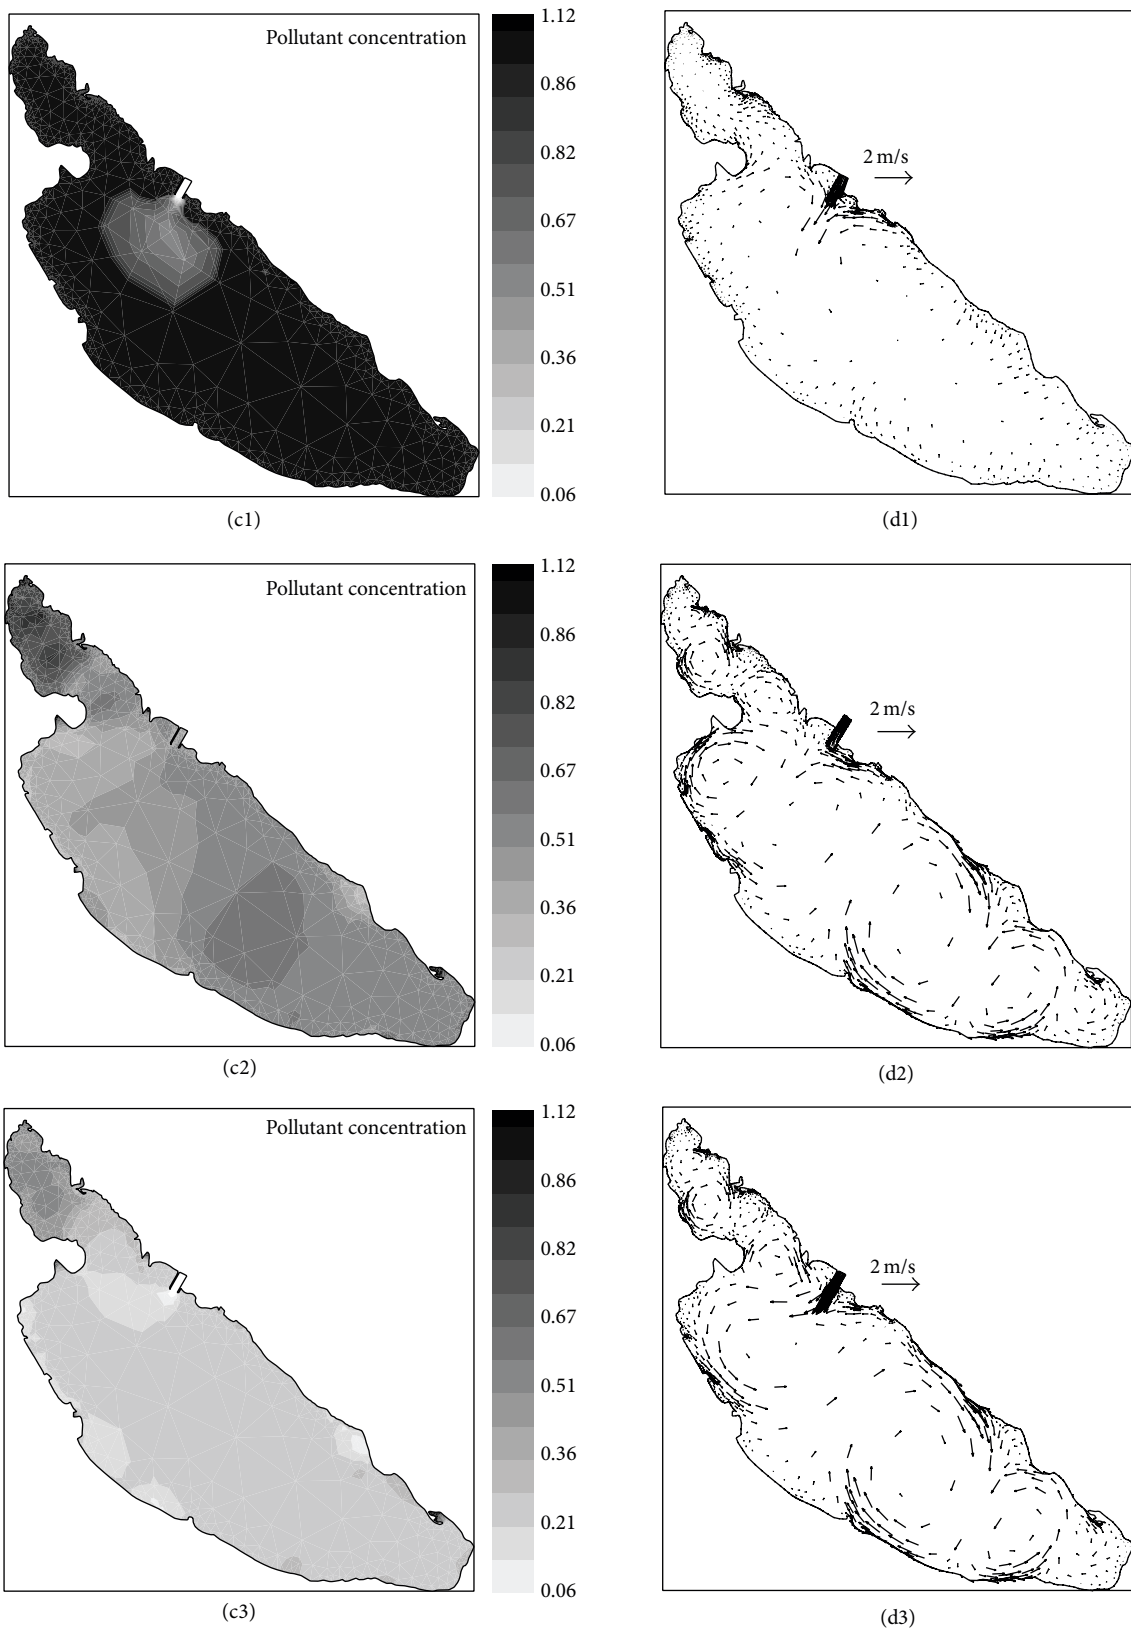 Pollutant concentration
1.12
0.86
0.82
0.67
0.51
0.36
0.21
0.06
(c1)
2 m/s
(d1)
Pollutant concentration
1.12
0.86
0.82
0.67
0.51
0.36
0.21
0.06
(c2)
2 m/s
(d2)
Pollutant concentration
1.12
0.86
0.82
0.67
0.51
0.36
0.21
0.06
(c3)
2 m/s
(d3)